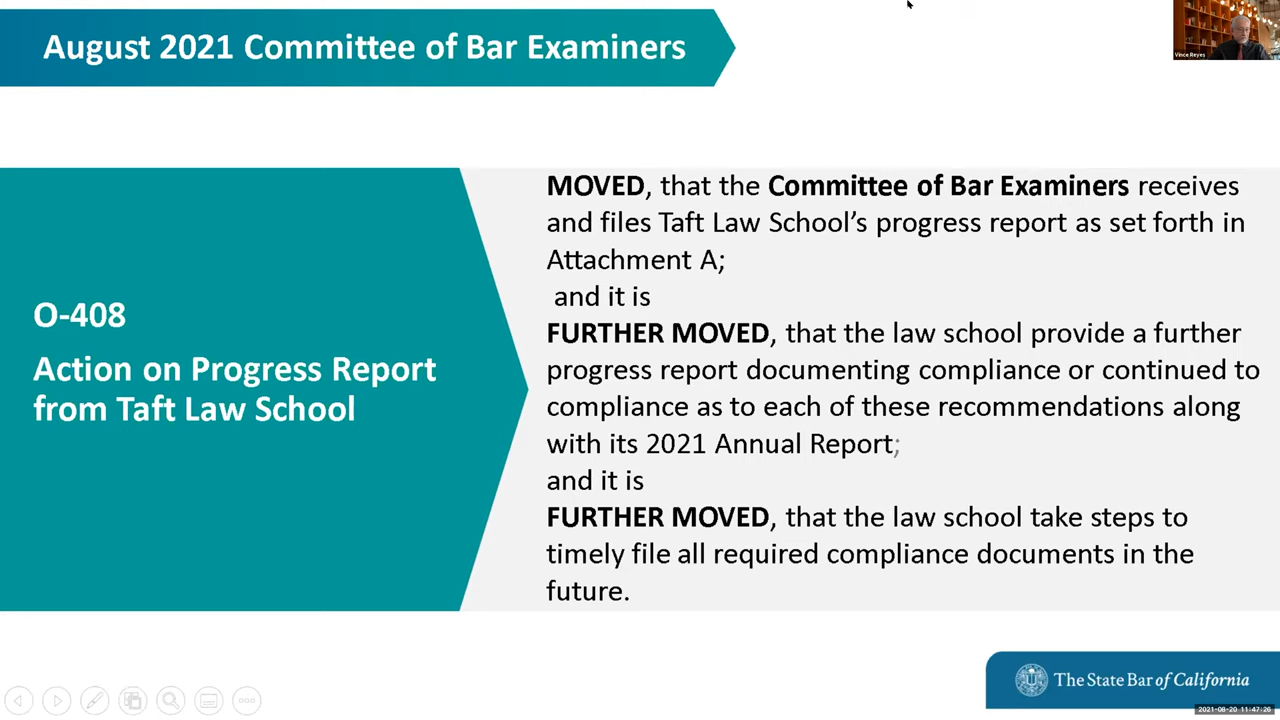 August 2021 Committee of Bar Examiners
Vince Reyes
O-408
Action on Progress Report
from Taft Law School
MOVED, that the Committee of Bar Examiners receives
and files Taft Law School’s progress report as set forth in
Attachment A;
and it is
FURTHER MOVED, that the law school provide a further
progress report documenting compliance or continued to
compliance as to each of these recommendations along
with its 2021 Annual Report;
and it is
FURTHER MOVED, that the law school take steps to
timely file all required compliance documents in the
future.
The State Bar of California
2021-08-20 11:47:26